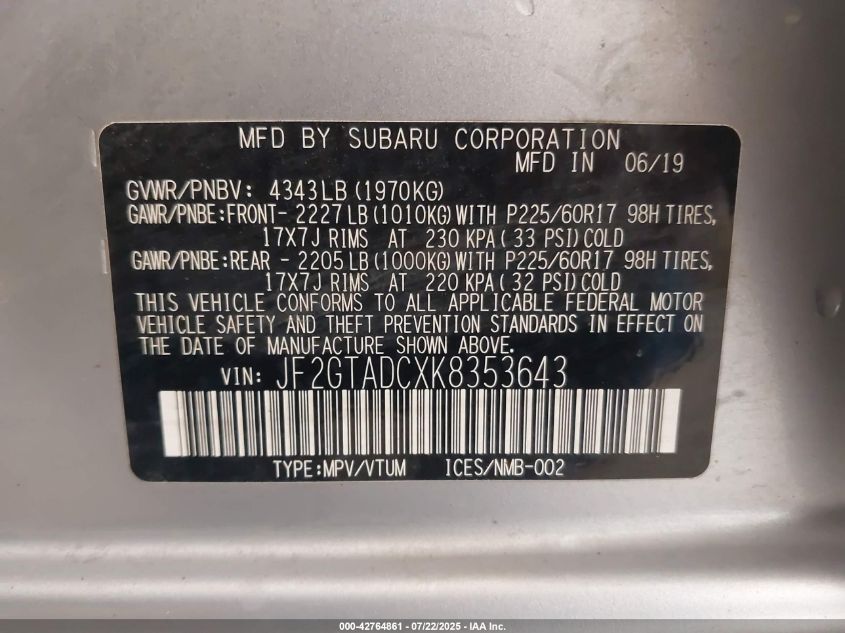 MFD BY SUBARU CORPORATION
MFD IN 06/19
GVWR/PNBV: 4343LB (1970KG)
GAWR/PNBE:FRONT- 2227LB (1010KG) WITH P225/60R17 98H TIRES,
17X7J RIMS AT 230 KPA (33 PSI) COLD
GAWR/PNBE:REAR - 2205LB (1000KG) WITH P225/60R17 98H TIRES,
17X7J RIMS AT 220 KPA (32 PSI) COLD
THIS VEHICLE CONFORMS TO ALL APPLICABLE FEDERAL MOTOR
VEHICLE SAFETY AND THEFT PREVENTION STANDARDS IN EFFECT ON
THE DATE OF MANUFACTURE SHOWN ABOVE.
VIN: JF2GTADCXK8353643
TYPE:MPV/VTUM ICES/NMB-002
000-42764861 - 07/22/2025 - IAA Inc.